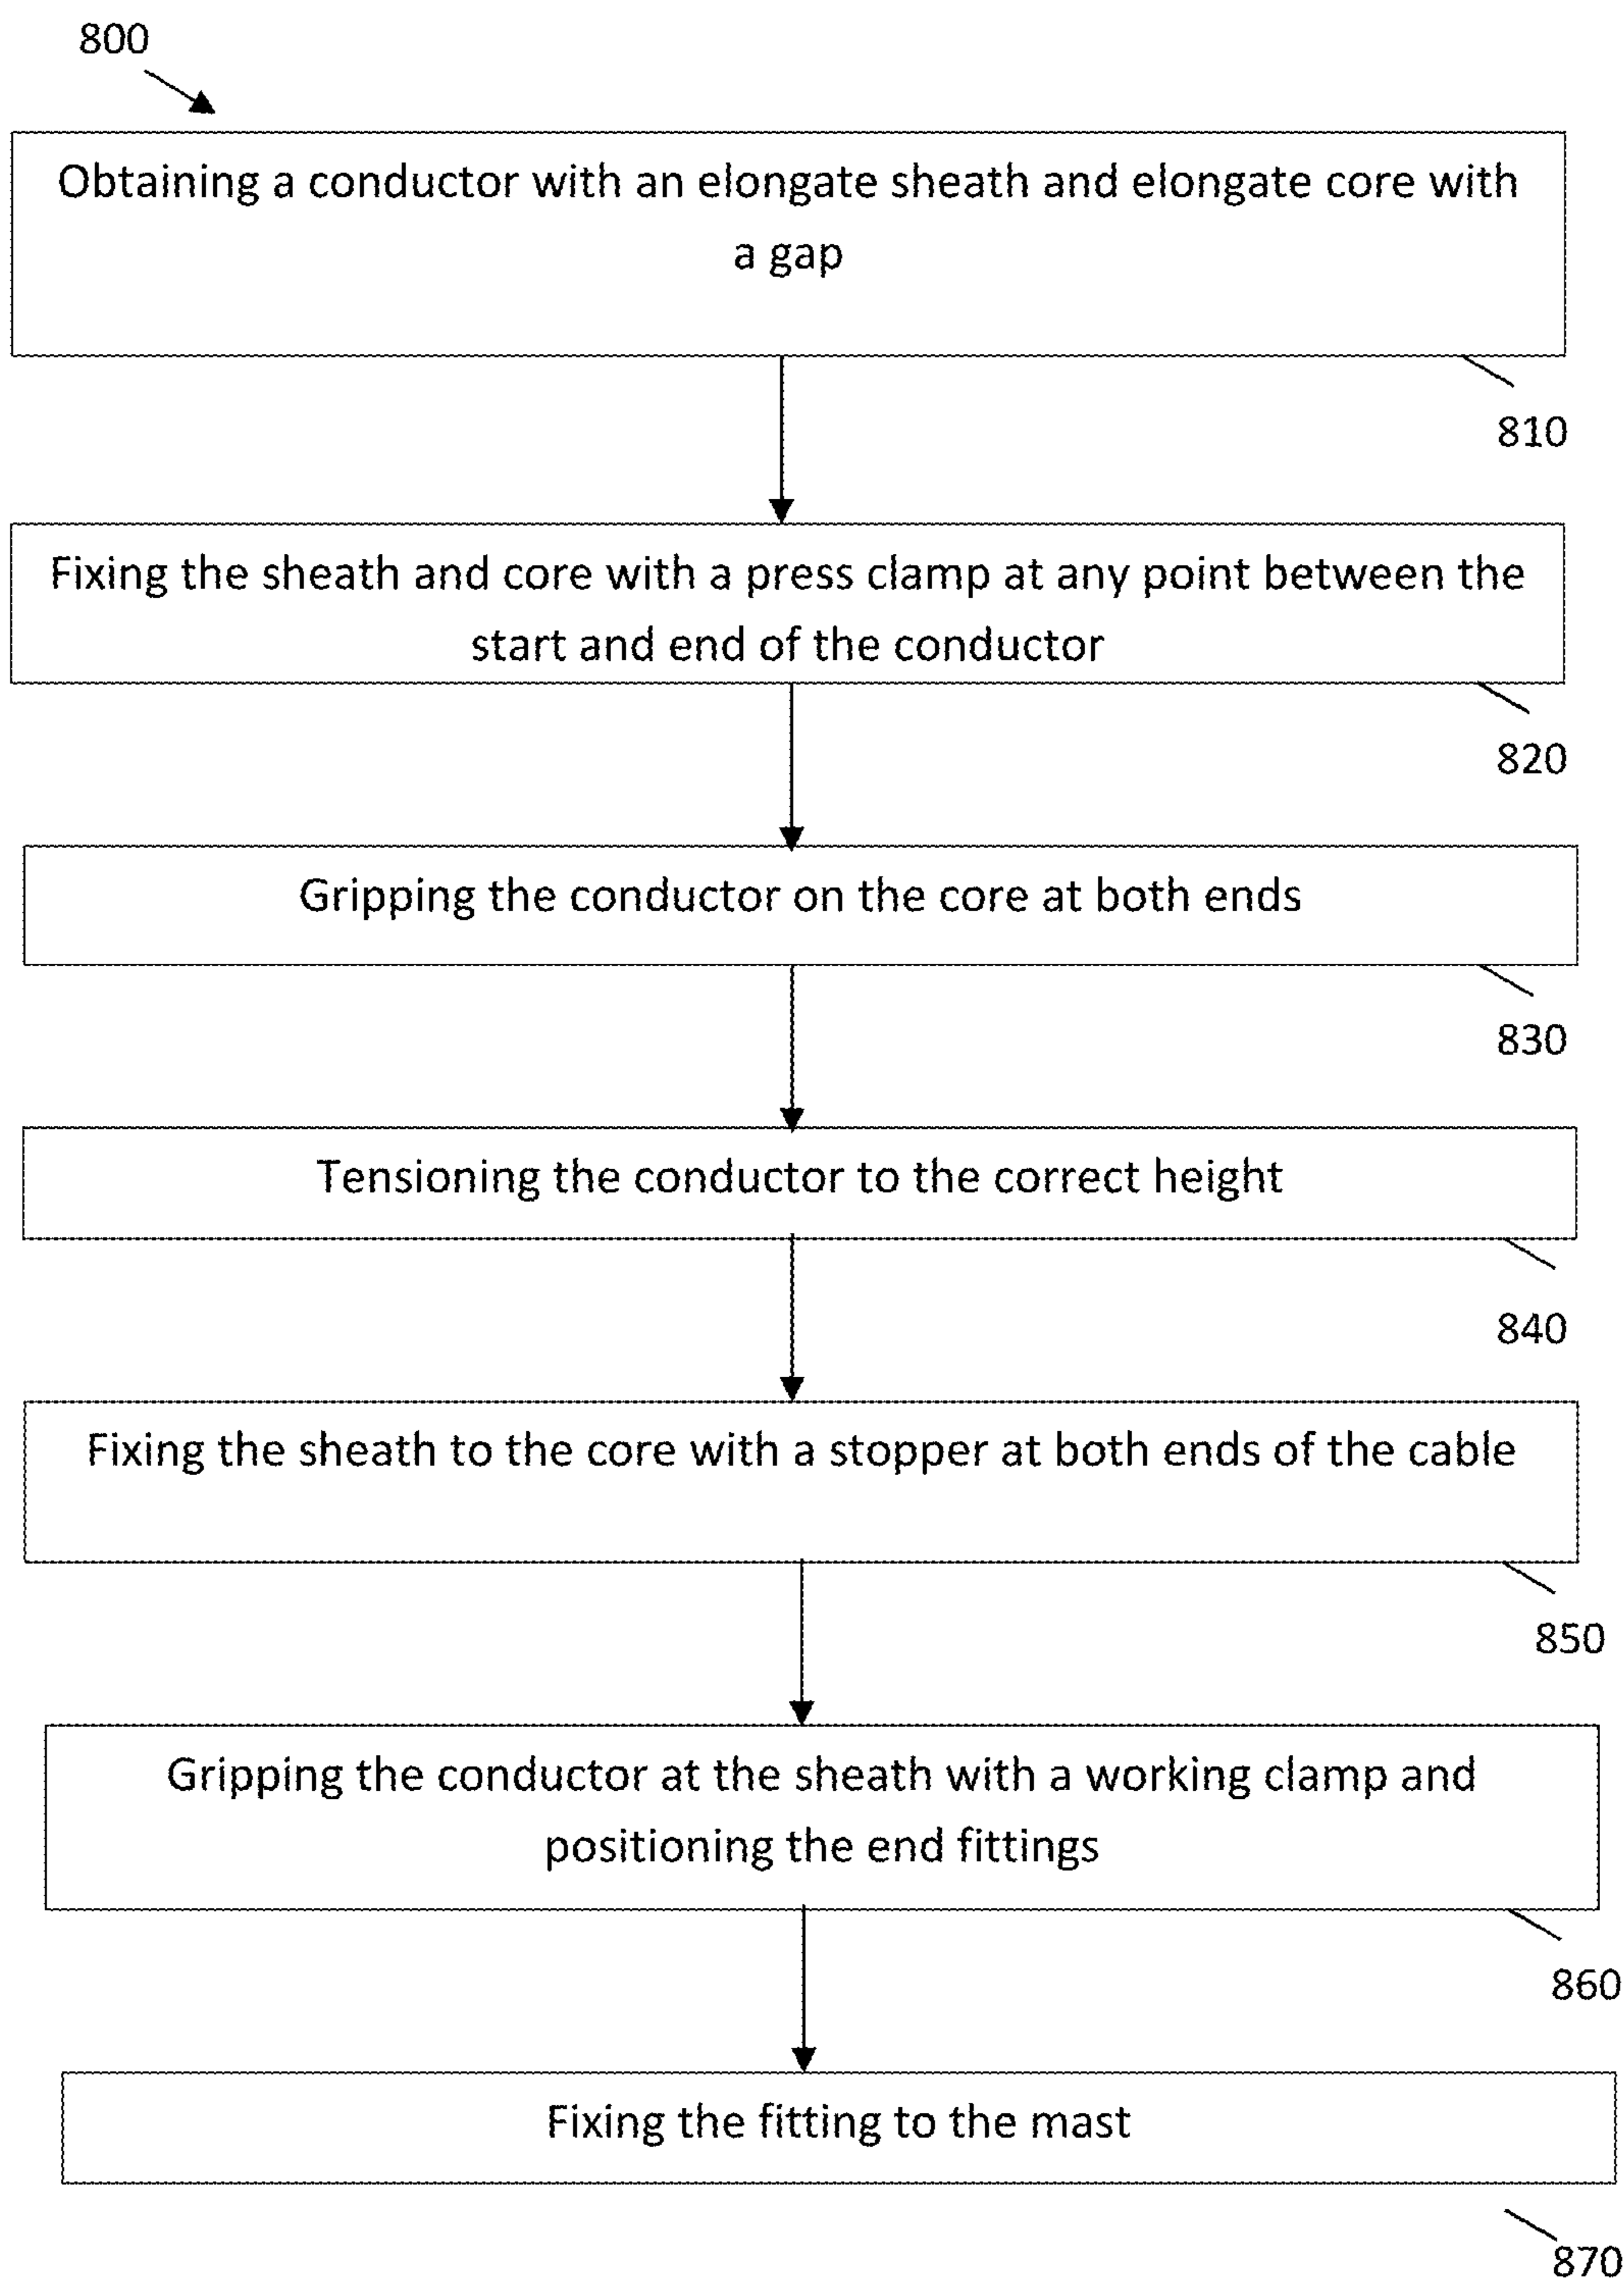 800
Obtaining a conductor with an elongate sheath and elongate core with
a gap
810
Fixing the sheath and core with a press clamp at any point between the
start and end of the conductor
820
Gripping the conductor on the core at both ends
830
Tensioning the conductor to the correct height
840
Fixing the sheath to the core with a stopper at both ends of the cable
850
Gripping the conductor at the sheath with a working clamp and
positioning the end fittings
860
Fixing the fitting to the mast
870